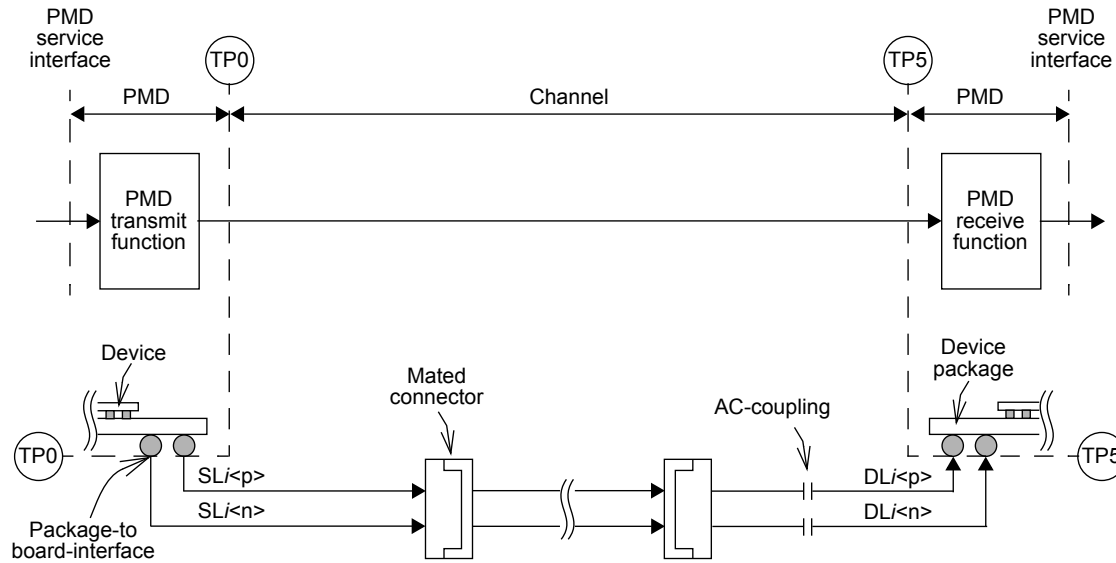 PMD
service
interface
TP0
TP5
PMD
service
interface
PMD
Channel
PMD
PMD
transmit
function
PMD
receive
function
Device
Mated
connector
AC-coupling
Device
package
TP0
TP5
SLi<p>
DLi<p>
SLi<n>
DLi<n>
Package-to
board-interface